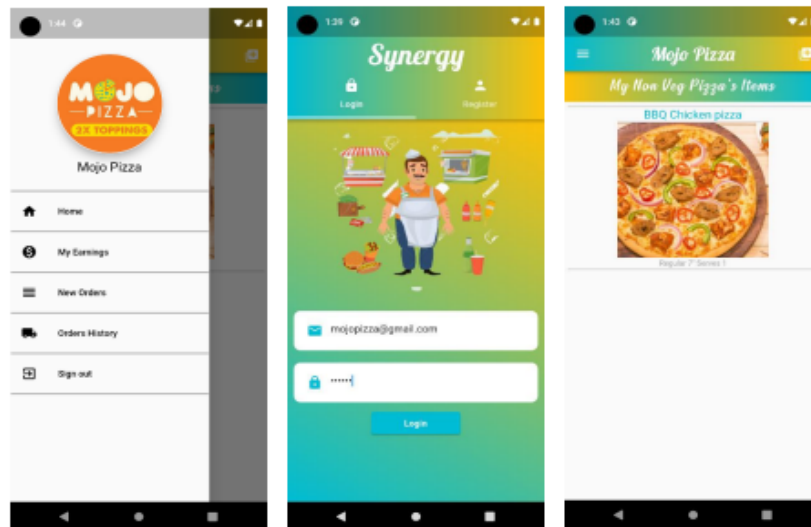 1:44
MOJO
PIZZA
2X TOPPINGS
Mojo Pizza
Home
My Earnings
New Orders
Orders History
Sign out
1:39
Synergy
Login
Register
mojopizza@gmail.com
••••••
Login
1:43
Mojo Pizza
My Non Veg Pizza's Items
BBQ Chicken pizza
Regular 7" Serves 1